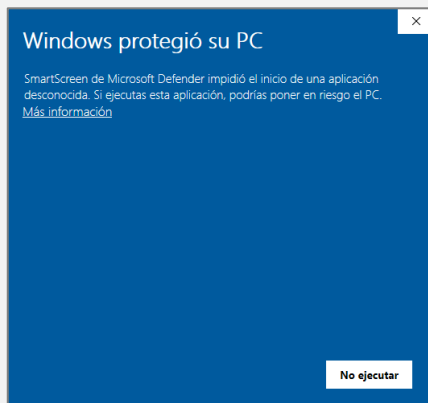 Windows protegió su PC
SmartScreen de Microsoft Defender impidió el inicio de una aplicación
desconocida. Si ejecutas esta aplicación, podrías poner en riesgo el PC.
Más información
No ejecutar